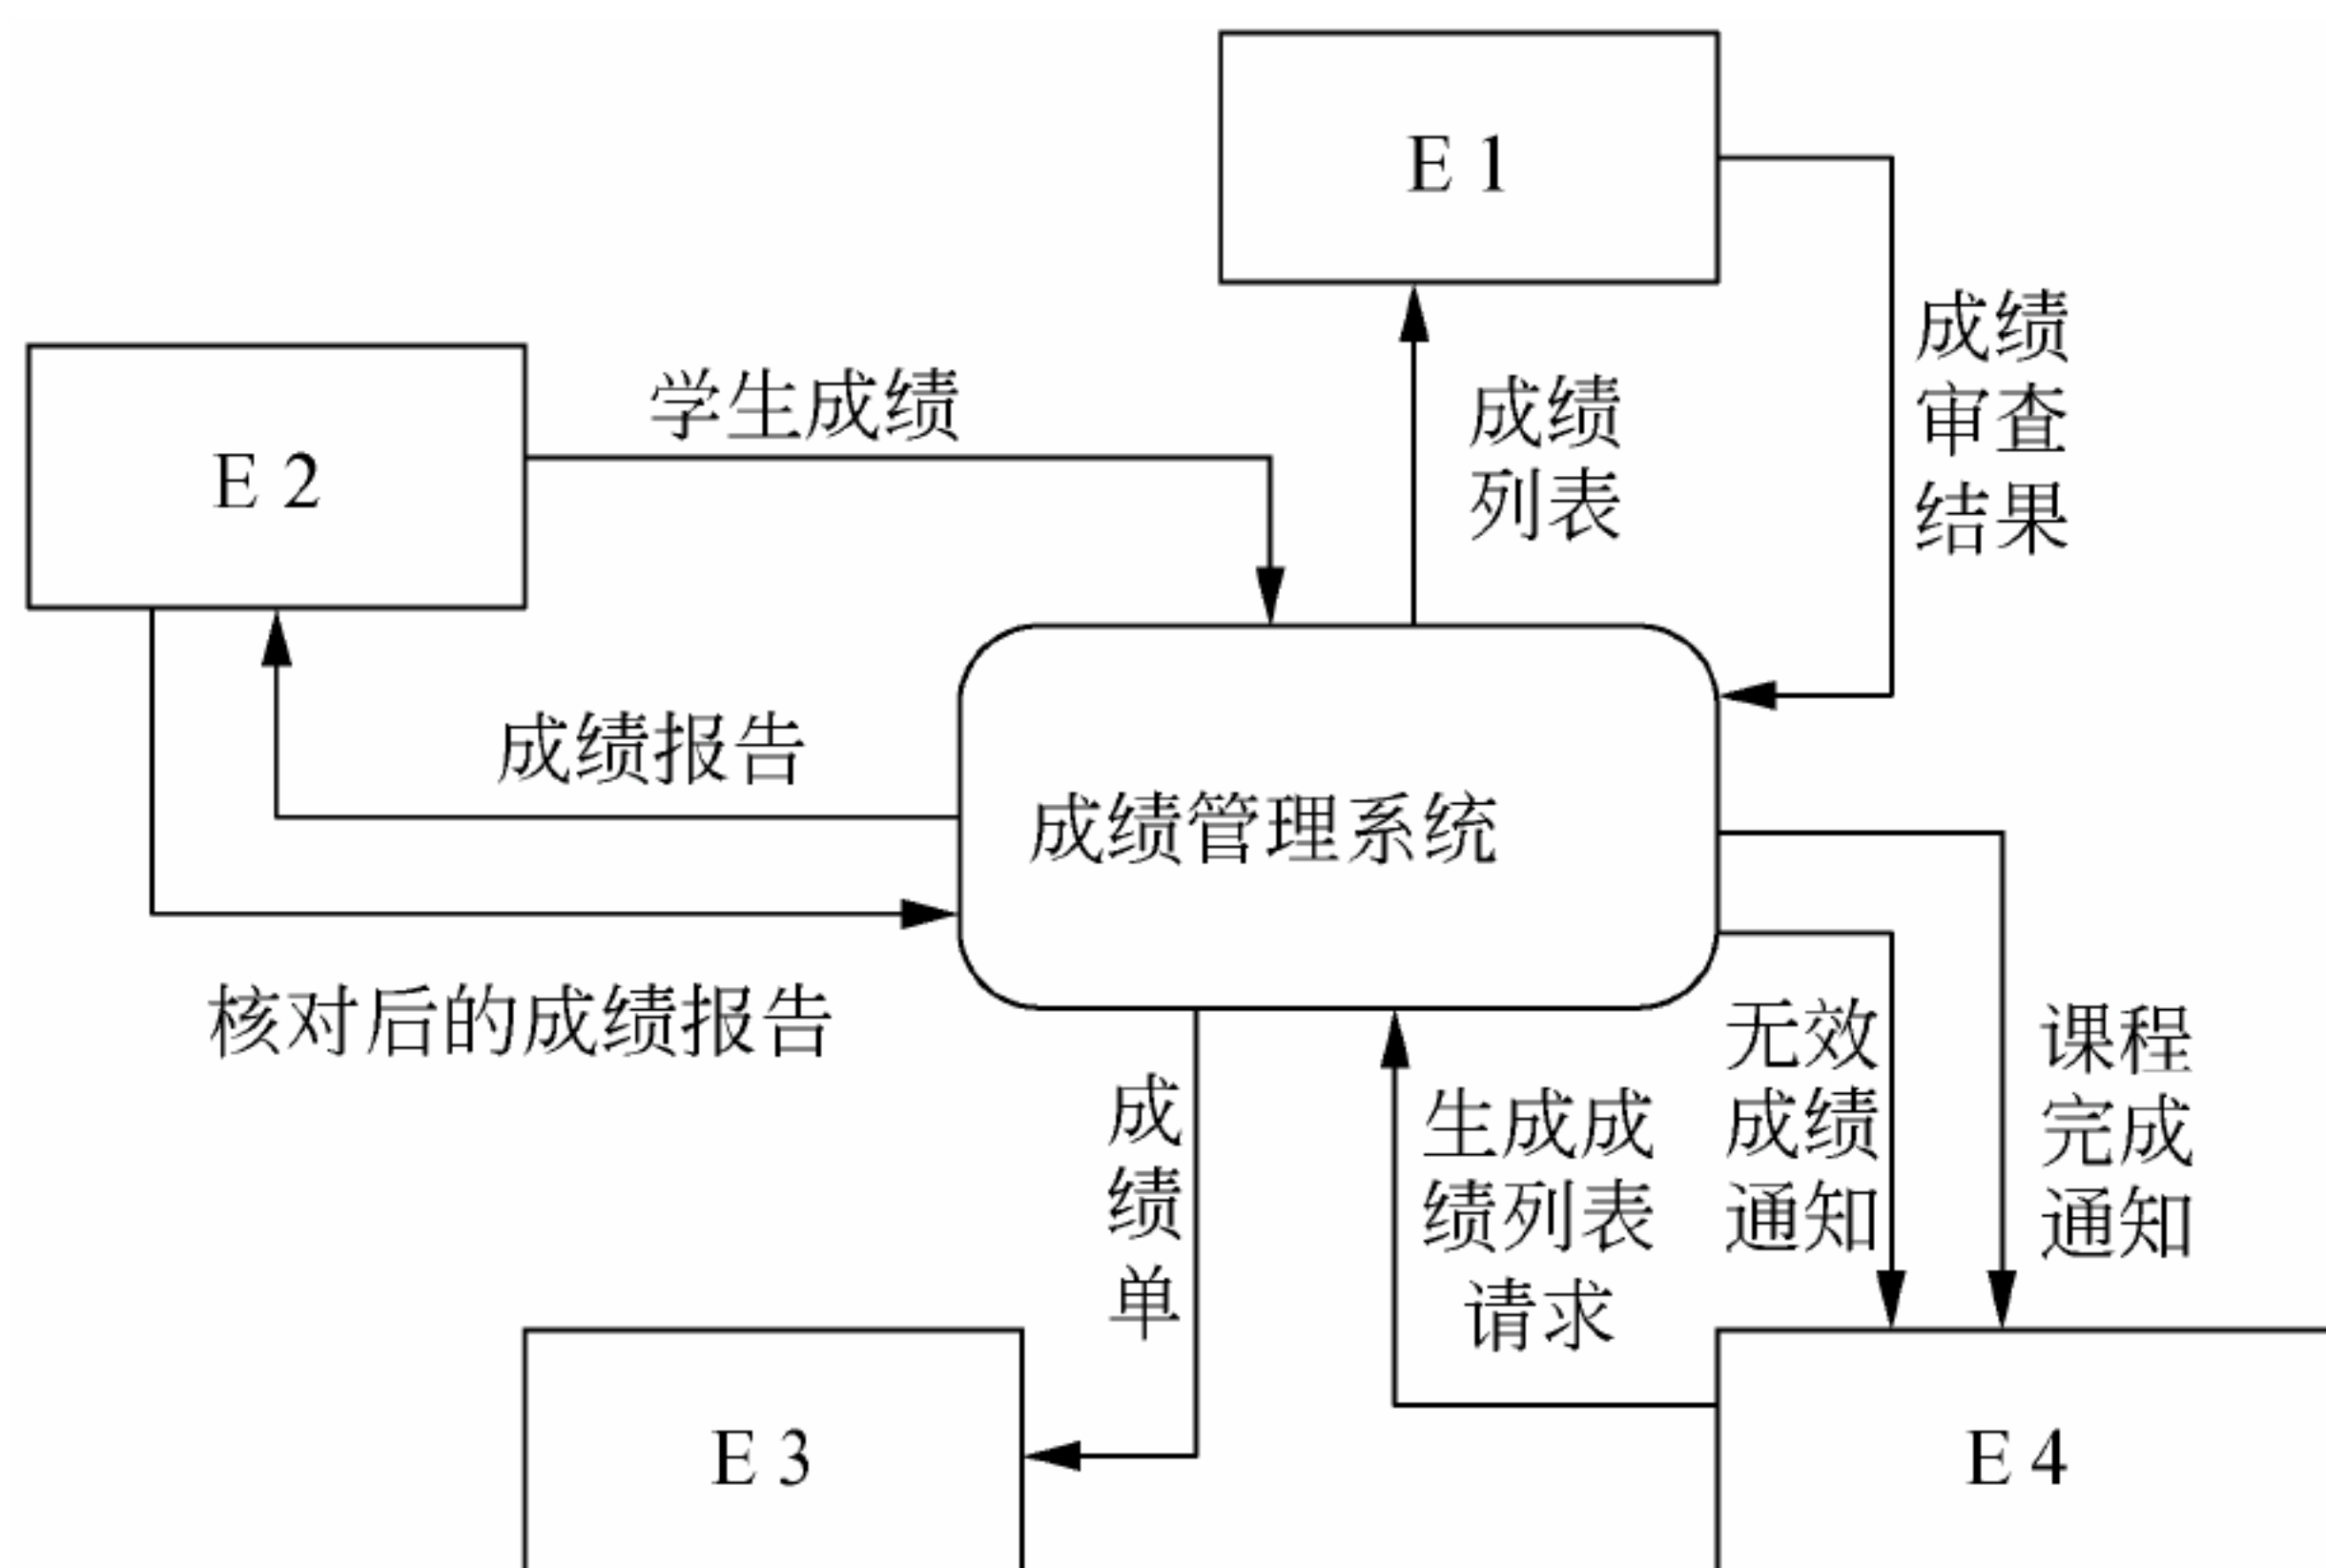 E 1
成绩
审查
结果
成绩
列表
学生成绩
E 2
成绩报告
成绩管理系统
核对后的成绩报告
成
绩
单
生成成
绩列表
请求
无效
成绩
通知
课程
完成
通知
E 3
E 4